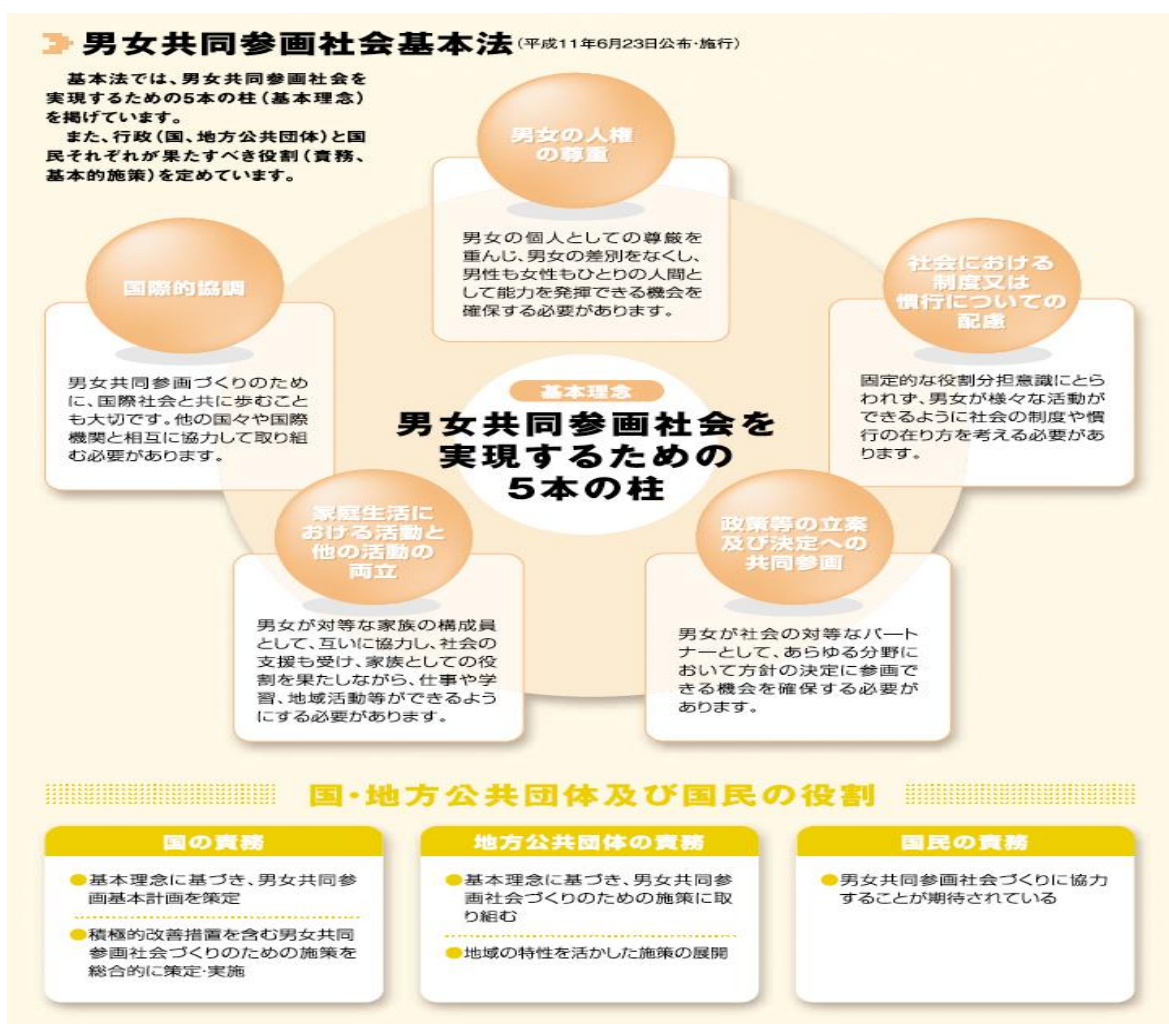 男女共同参画社会基本法(平成11年6月23日公布・施行)
基本法では、男女共同参画社会を
実現するための5本の柱(基本理念)
を掲げています。
また、行政(国、地方公共団体)と国
民それぞれが果たすべき役割(責務、
基本的施策)を定めています。
男女の人権
の尊重
男女の個人としての尊厳を
重んじ、男女の差別をなくし、
男性も女性もひとりの人間と
して能力を発揮できる機会を
確保する必要があります。
国際的協調
男女共同参画づくりのため
に、国際社会と共に歩むこと
も大切です。他の国々や国際
機関と相互に協力して取り組
む必要があります。
社会における
制度又は
慣行についての
配慮
固定的な役割分担意識にとら
われず、男女が様々な活動が
できるように社会の制度や慣
行の在り方を考える必要があ
ります。
基本理念
男女共同参画社会を
実現するための
5本の柱
家庭生活に
おける活動と
他の活動の
両立
男女が対等な家族の構成員
として、互いに協力し、社会の
支援も受け、家族としての役
割を果たしながら、仕事や学
習、地域活動等ができるよう
にする必要があります。
政策等の立案
及び決定への
共同参画
男女が社会の対等なパート
ナーとして、あらゆる分野に
おいて方針の決定に参画で
きる機会を確保する必要が
あります。
国・地方公共団体及び国民の役割
国の責務
●基本理念に基づき、男女共同参
画基本計画を策定
●積極的改善措置を含む男女共同
参画社会づくりのための施策を
総合的に策定・実施
地方公共団体の責務
●基本理念に基づき、男女共同参
画社会づくりのための施策に取
り組む
●地域の特性を活かした施策の展開
国民の責務
●男女共同参画社会づくりに協力
することが期待されている